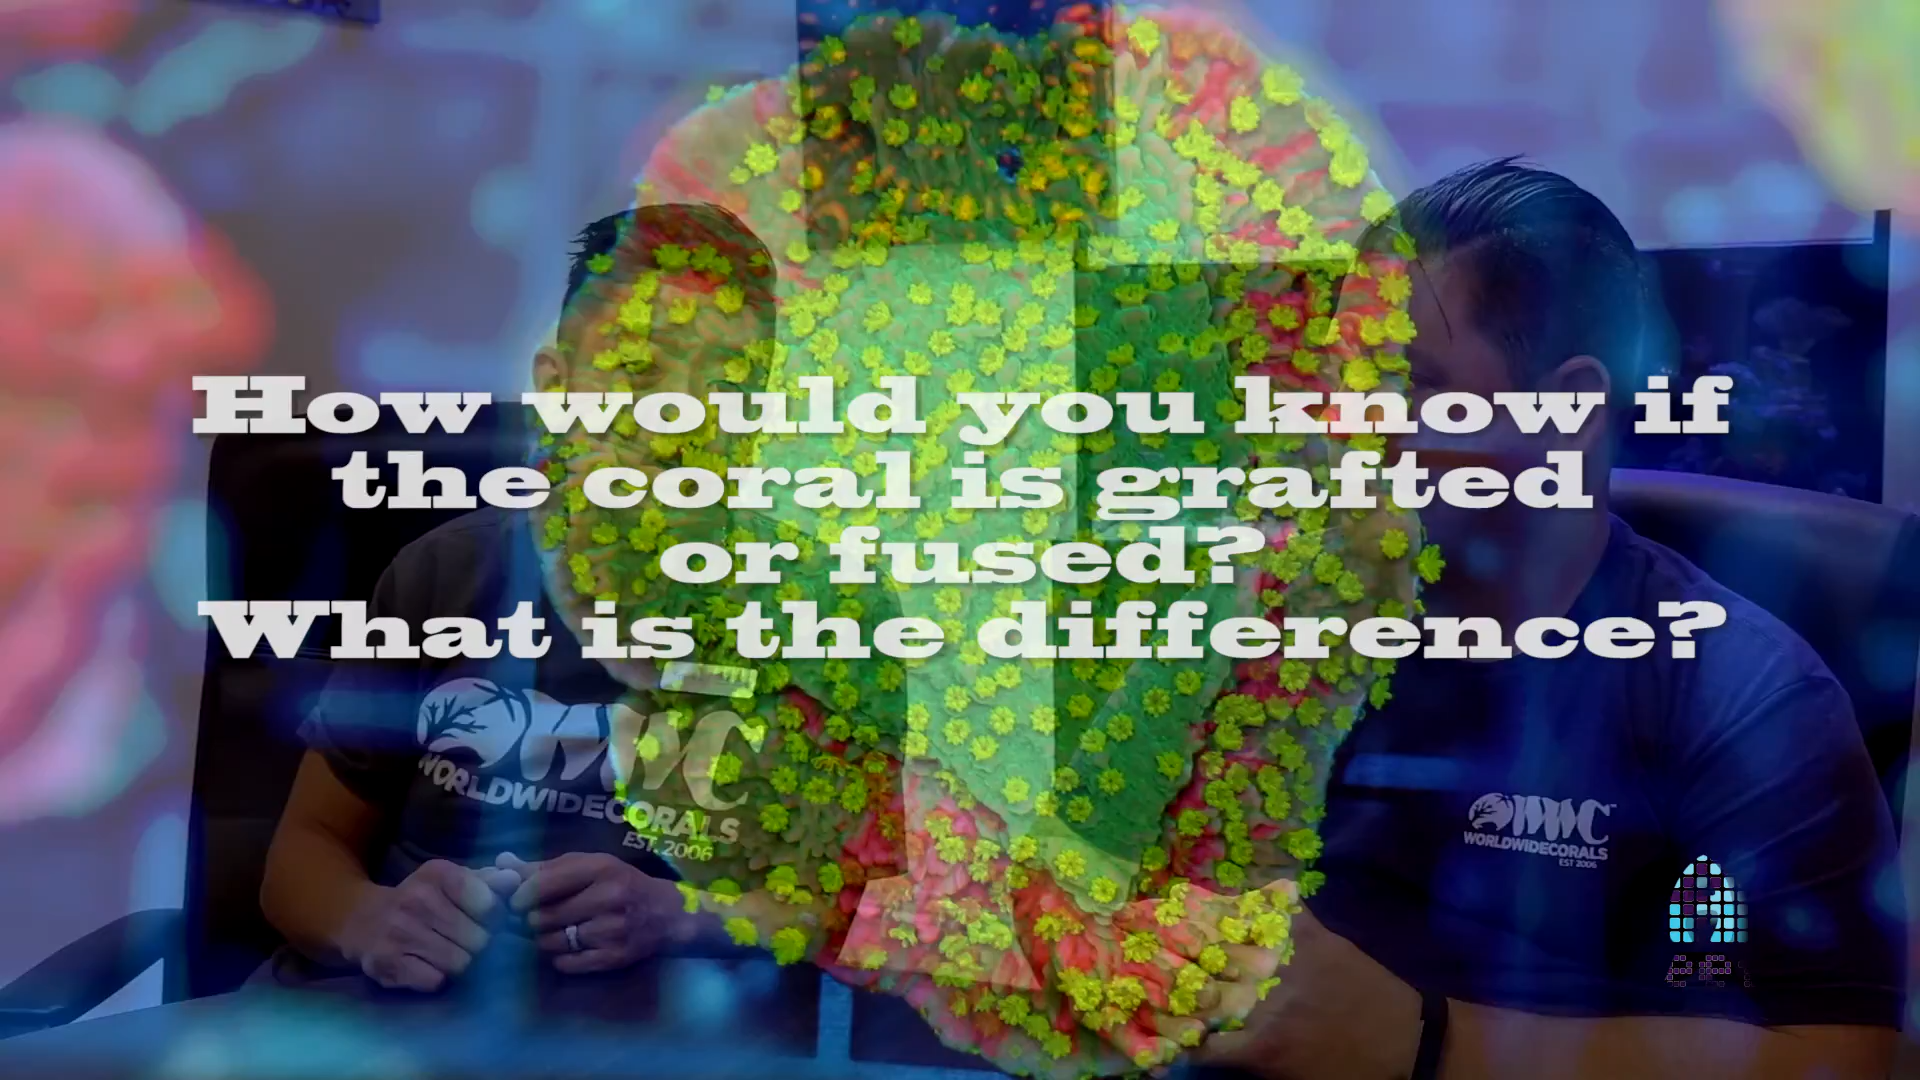 How would you know if
the coral is grafted
or fused?
What is the difference?
WWC
WORLDWIDECORALS
EST. 2006
WWC
WORLDWIDECORALS
EST 2006